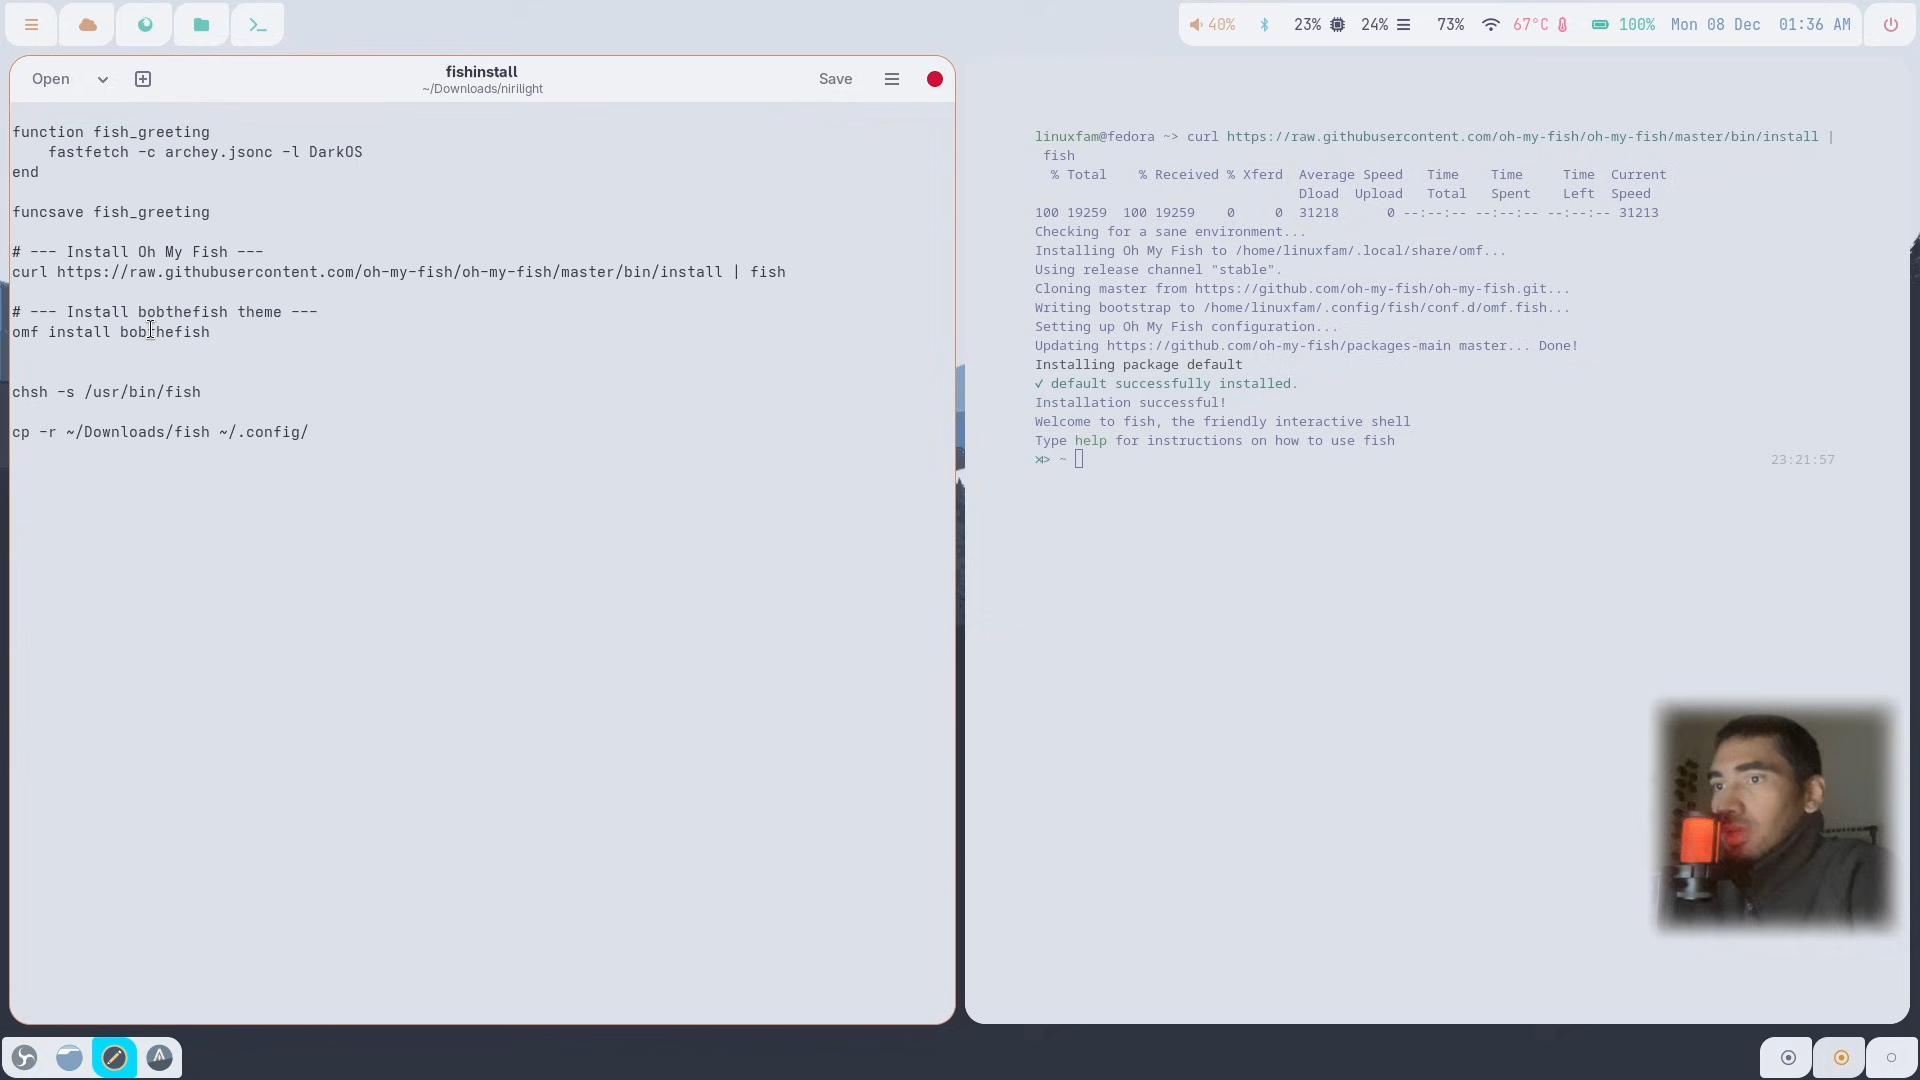 40%
23%
24%
73%
67°C
100%
Mon 08 Dec
01:36 AM
Open
fishinstall
~/Downloads/nirilight
Save
function fish_greeting
    fastfetch -c archey.jsonc -l DarkOS
end
funcsave fish_greeting
# --- Install Oh My Fish ---
curl https://raw.githubusercontent.com/oh-my-fish/oh-my-fish/master/bin/install | fish
# --- Install bobthefish theme ---
omf install bobthefish
chsh -s /usr/bin/fish
cp -r ~/Downloads/fish ~/.config/
linuxfam@fedora ~> curl https://raw.githubusercontent.com/oh-my-fish/oh-my-fish/master/bin/install |
 fish
  % Total    % Received % Xferd  Average Speed   Time    Time     Time  Current
                                 Dload  Upload   Total   Spent    Left  Speed
100 19259  100 19259    0     0  31218      0 --:--:-- --:--:-- --:--:-- 31213
Checking for a sane environment...
Installing Oh My Fish to /home/linuxfam/.local/share/omf...
Using release channel "stable".
Cloning master from https://github.com/oh-my-fish/oh-my-fish.git...
Writing bootstrap to /home/linuxfam/.config/fish/conf.d/omf.fish...
Setting up Oh My Fish configuration...
Updating https://github.com/oh-my-fish/packages-main master... Done!
Installing package default
✓ default successfully installed.
Installation successful!
Welcome to fish, the friendly interactive shell
Type help for instructions on how to use fish
⋊> ~ 23:21:57